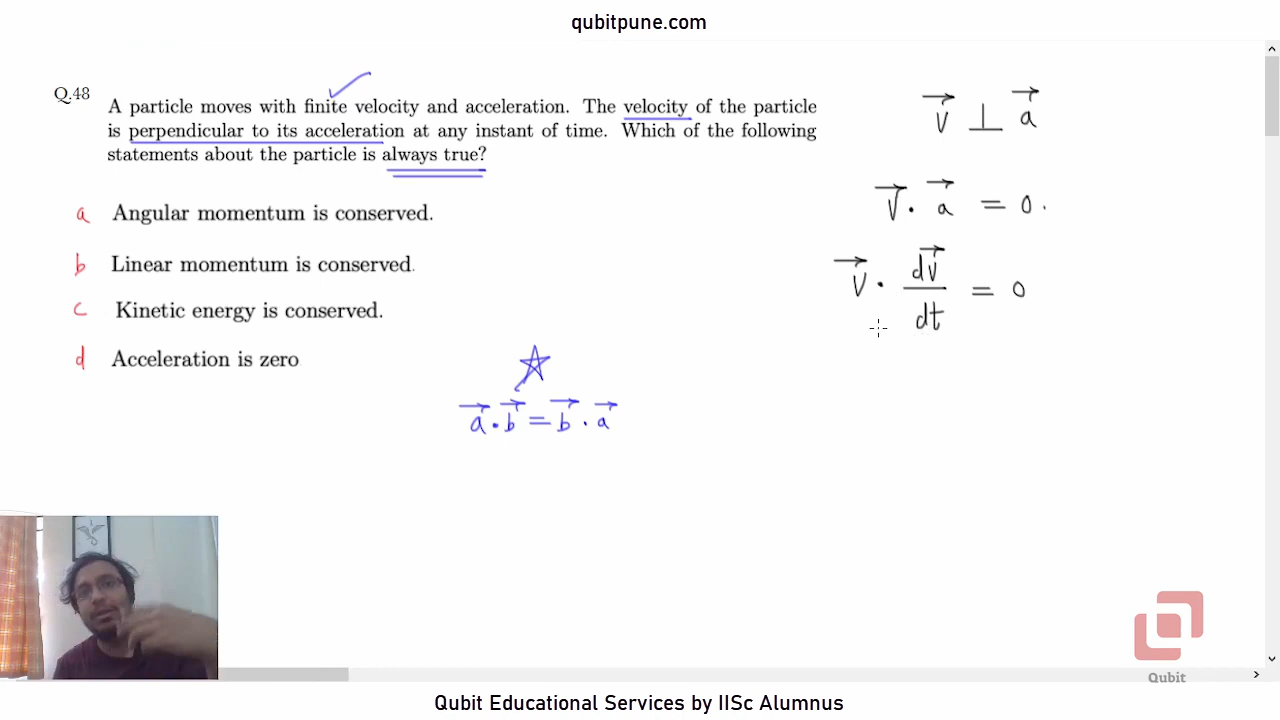 qubitpune.com
Q.48
A particle moves with finite velocity and acceleration. The velocity of the particle
is perpendicular to its acceleration at any instant of time. Which of the following
statements about the particle is always true?
a Angular momentum is conserved.
b Linear momentum is conserved.
c Kinetic energy is conserved.
d Acceleration is zero
a⃗ · b⃗ = b⃗ · a⃗
v⃗ ⊥ a⃗
v⃗ · a⃗ = 0.
v⃗ · dv⃗/dt = 0
Qubit
Qubit Educational Services by IISc Alumnus